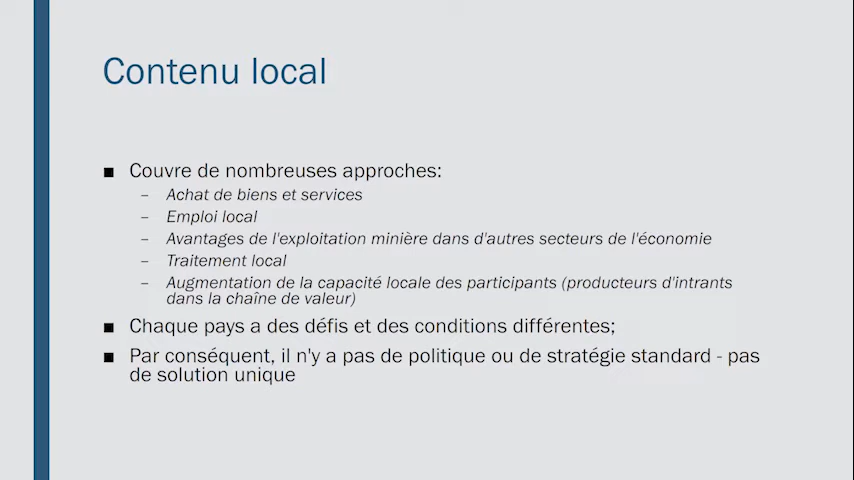 Contenu local
■ Couvre de nombreuses approches:
– Achat de biens et services
– Emploi local
– Avantages de l'exploitation minière dans d'autres secteurs de l'économie
– Traitement local
– Augmentation de la capacité locale des participants (producteurs d'intrants
dans la chaîne de valeur)
■ Chaque pays a des défis et des conditions différentes;
■ Par conséquent, il n'y a pas de politique ou de stratégie standard - pas
de solution unique